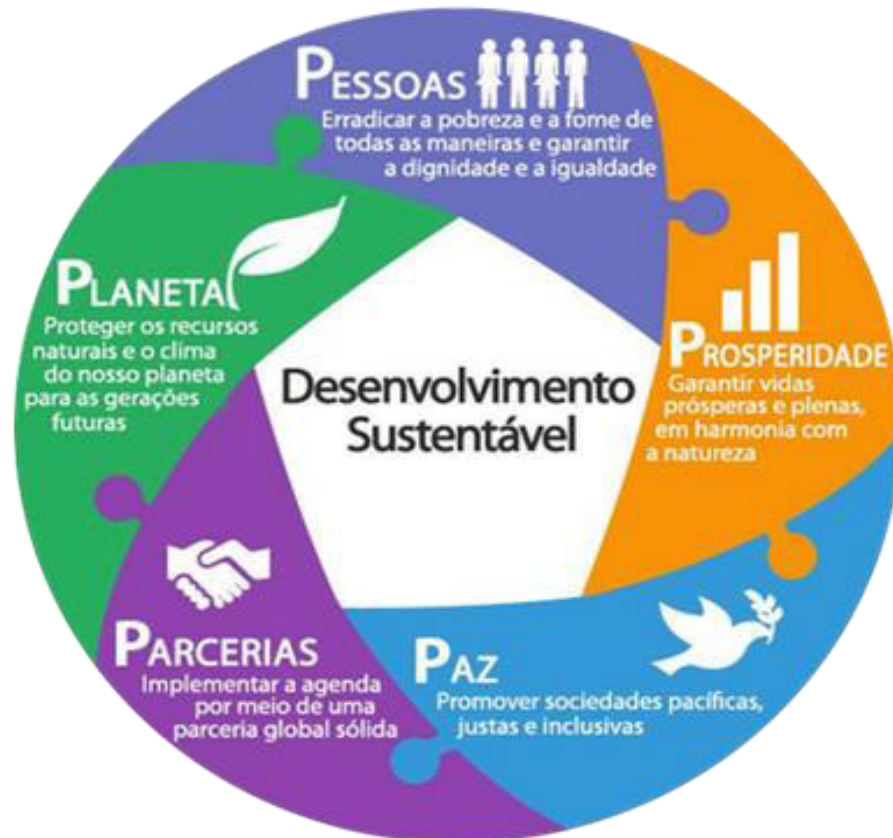 PESSOAS
Erradicar a pobreza e a fome de
todas as maneiras e garantir
a dignidade e a igualdade
PROSPERIDADE
Garantir vidas
prósperas e plenas,
em harmonia com
a natureza
PAZ
Promover sociedades pacíficas,
justas e inclusivas
PARCERIAS
Implementar a agenda
por meio de uma
parceria global sólida
PLANETA
Proteger os recursos
naturais e o clima
do nosso planeta
para as gerações
futuras
Desenvolvimento
Sustentável